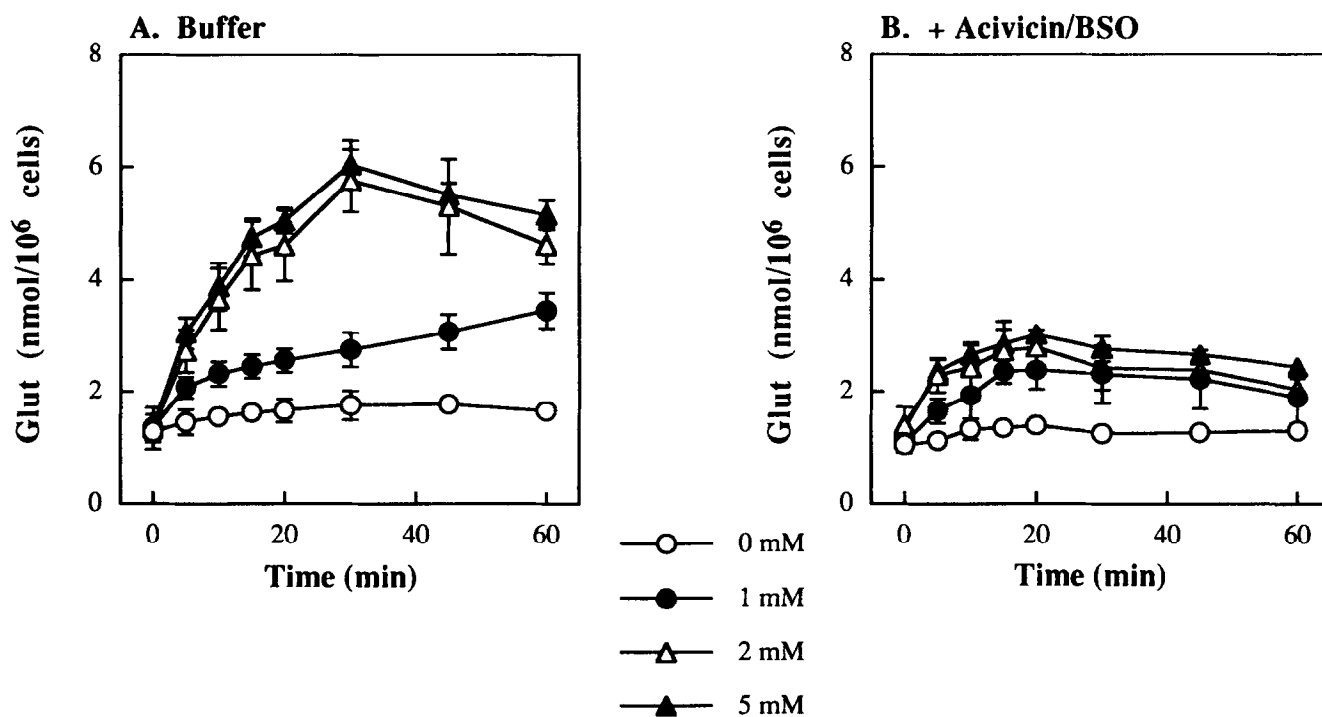 A. Buffer
8
6
4
2
0
Glut (nmol/10⁶ cells)
0 20 40 60
Time (min)
B. + Acivicin/BSO
8
6
4
2
0
Glut (nmol/10⁶ cells)
0 20 40 60
Time (min)
0 mM
1 mM
2 mM
5 mM